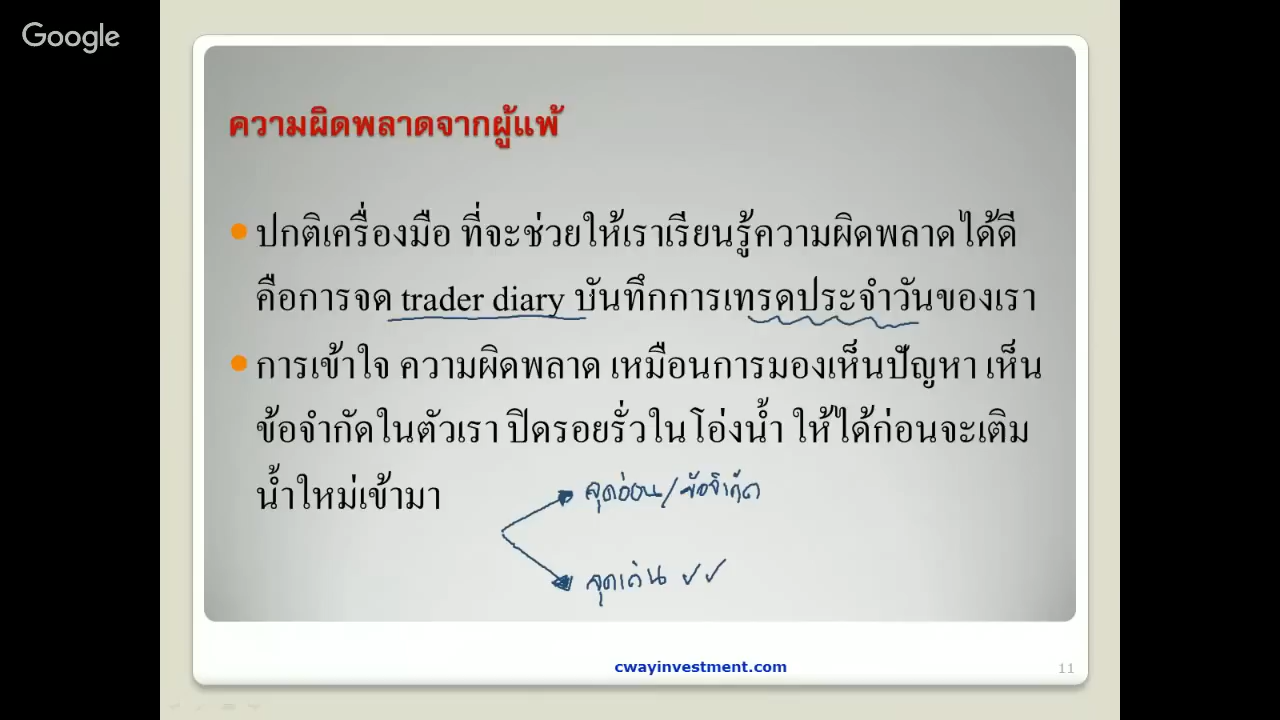 Google
ความผิดพลาดจากผู้แพ้
ปกติเครื่องมือ ที่จะช่วยให้เราเรียนรู้ความผิดพลาดได้ดี
คือการจด trader diary บันทึกการเทรดประจำวันของเรา
การเข้าใจ ความผิดพลาด เหมือนการมองเห็นปัญหา เห็น
ข้อจำกัดในตัวเรา ปิดรอยรั่วในโอ่งน้ำ ให้ได้ก่อนจะเติม
น้ำใหม่เข้ามา
จุดอ่อน/ข้อจำกัด
จุดเด่น
cwayinvestment.com
11